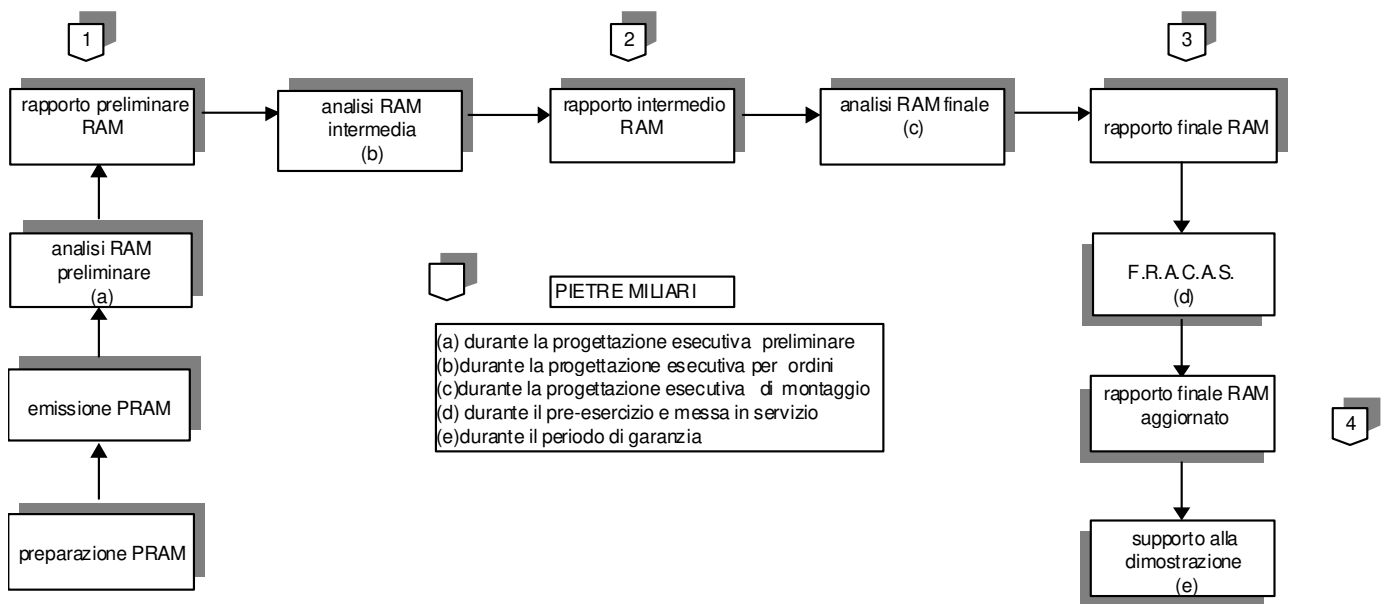 1
2
3
rapporto preliminare
RAM
analisi RAM
intermedia
(b)
rapporto intermedio
RAM
analisi RAM finale
(c)
rapporto finale RAM
analisi RAM
preliminare
(a)
F.R.A.C.A.S.
(d)
PIETRE MILIARI
(a) durante la progettazione esecutiva preliminare
(b) durante la progettazione esecutiva per ordini
(c)durante la progettazione esecutiva di montaggio
(d) durante il pre-esercizio e messa in servizio
(e)durante il periodo di garanzia
emissione PRAM
rapporto finale RAM
aggiornato
4
preparazione PRAM
supporto alla
dimostrazione
(e)